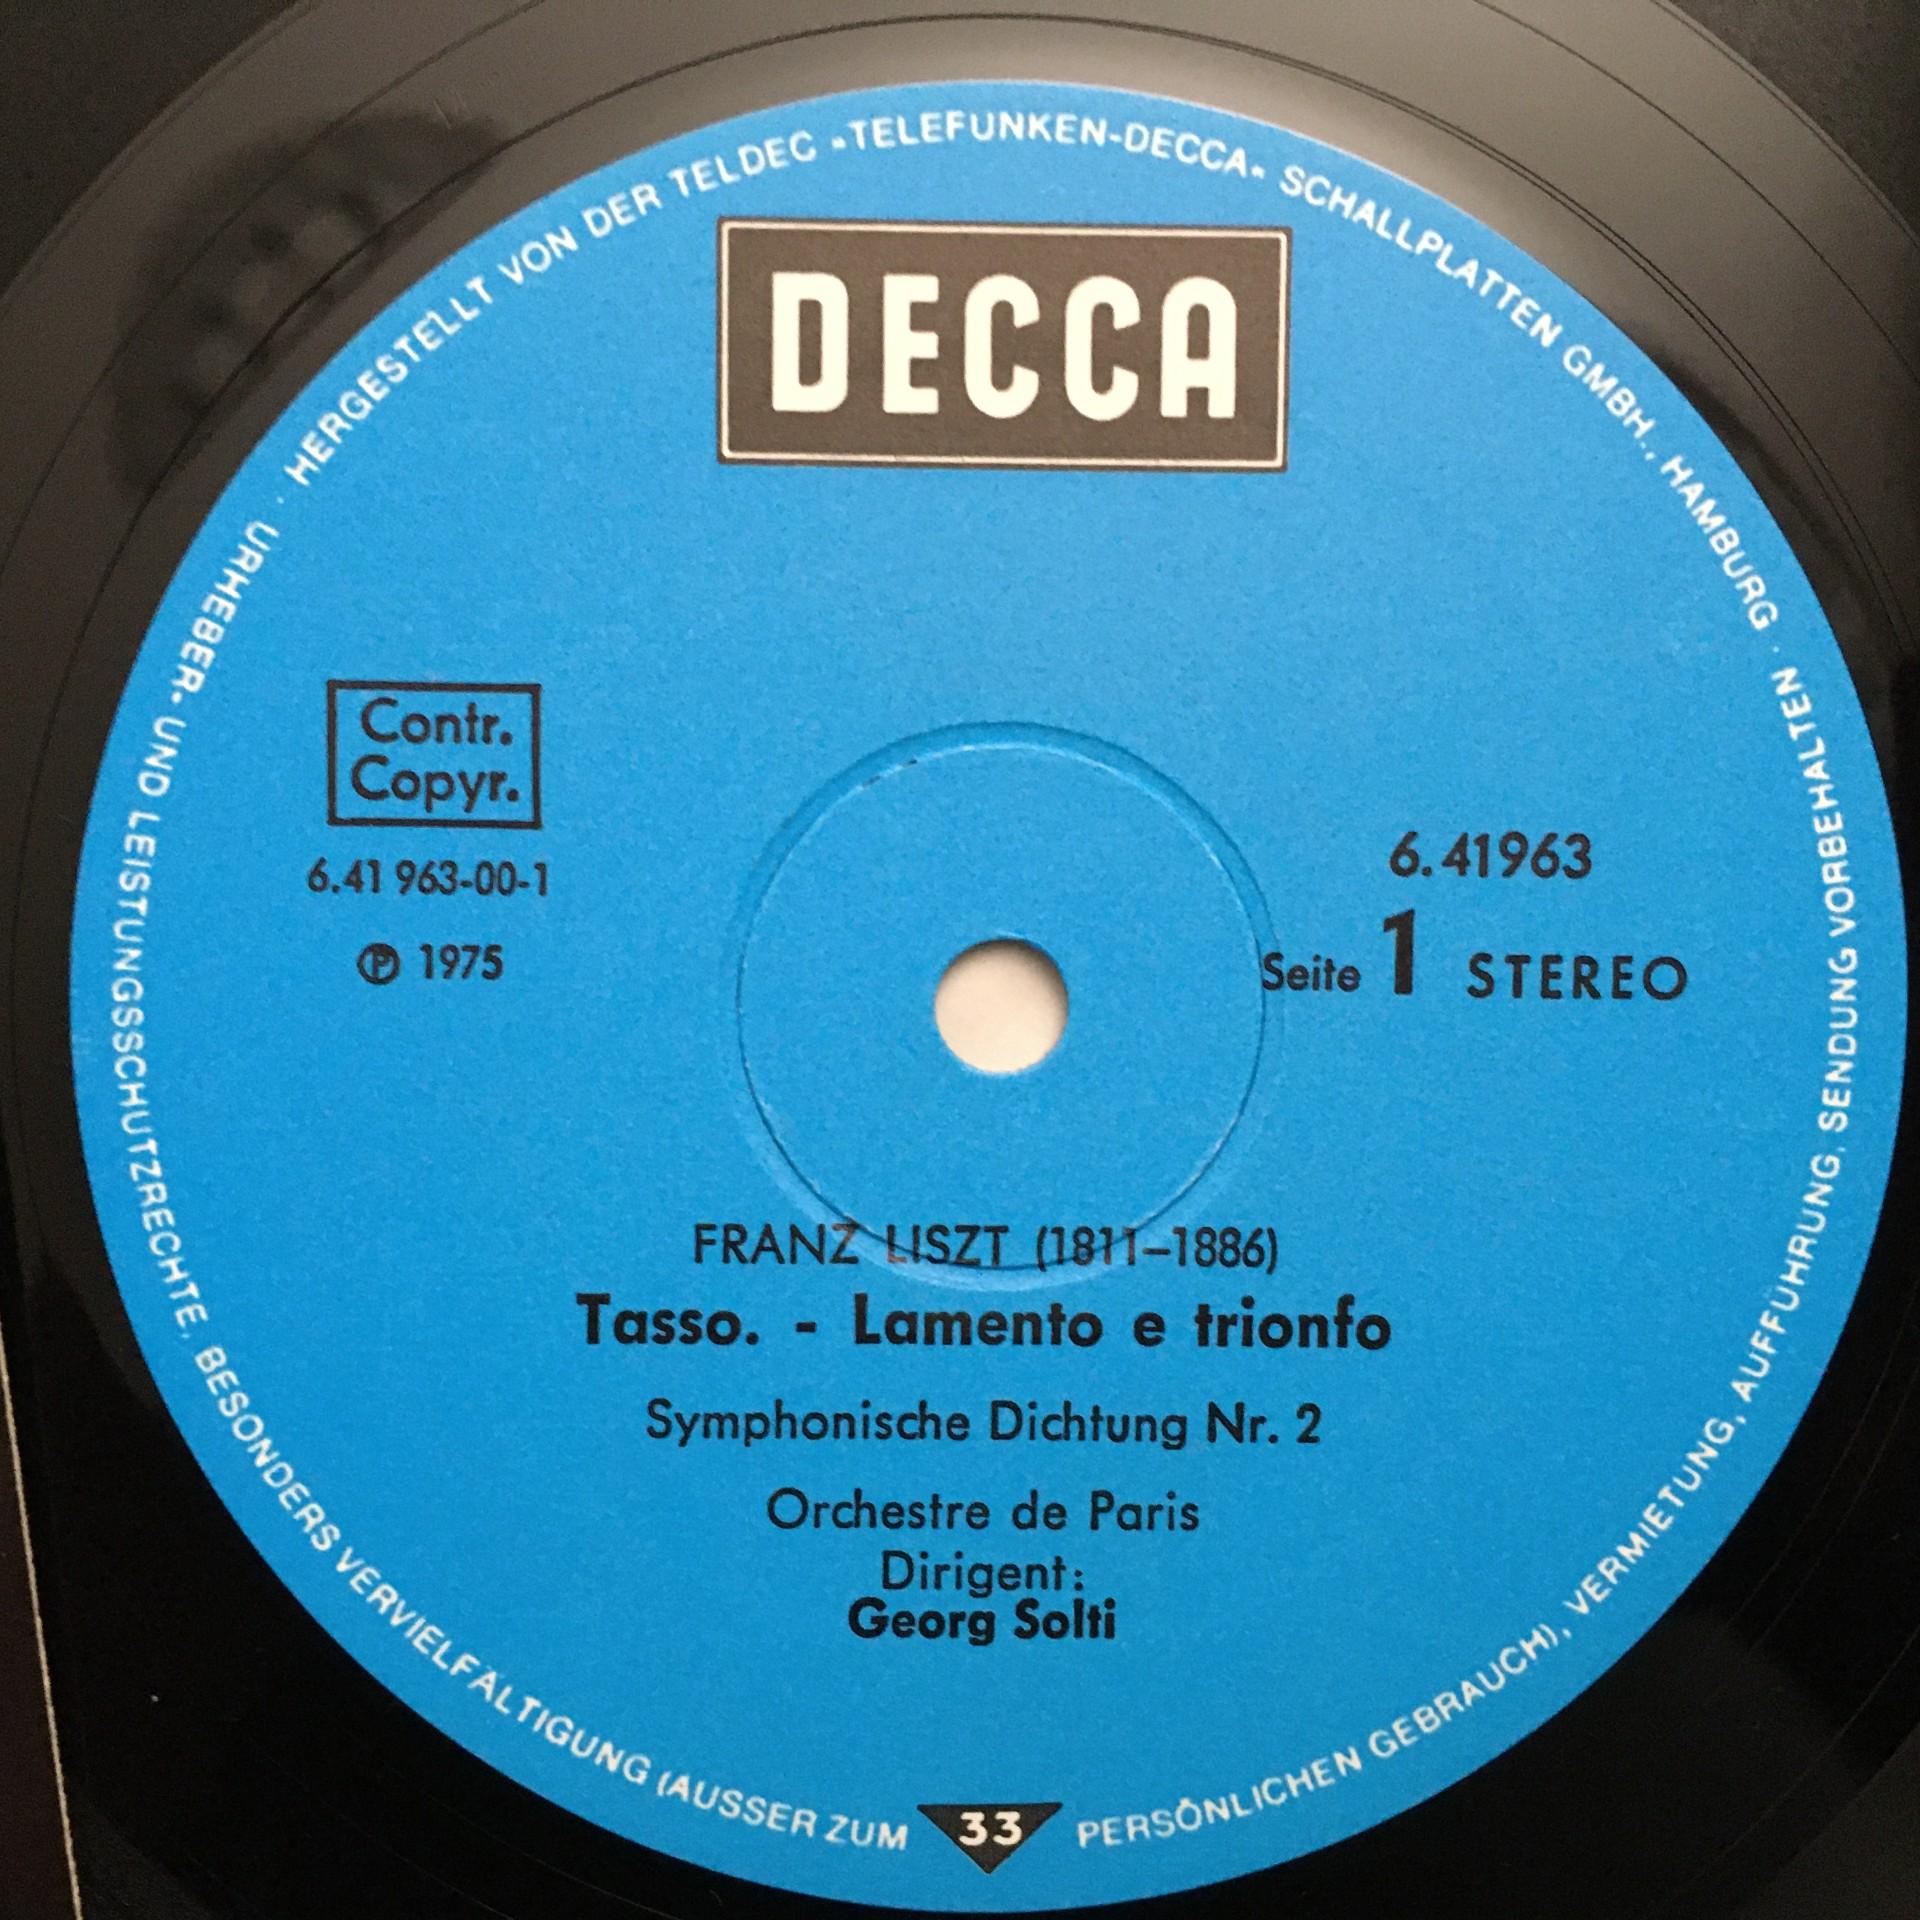 HERGESTELLT VON DER TELDEC »TELEFUNKEN-DECCA« SCHALLPLATTEN GMBH., HAMBURG ·
DECCA
Contr.
Copyr.
6.41 963-00-1
℗ 1975
6.41963
Seite 1 STEREO
FRANZ LISZT (1811–1886)
Tasso. - Lamento e trionfo
Symphonische Dichtung Nr. 2
Orchestre de Paris
Dirigent:
Georg Solti
URHEBER- UND LEISTUNGSSCHUTZRECHTE, BESONDERS VERVIELFÄLTIGUNG (AUSSER ZUM PERSÖNLICHEN GEBRAUCH), VERMIETUNG, AUFFÜHRUNG, SENDUNG VORBEHALTEN ·
33